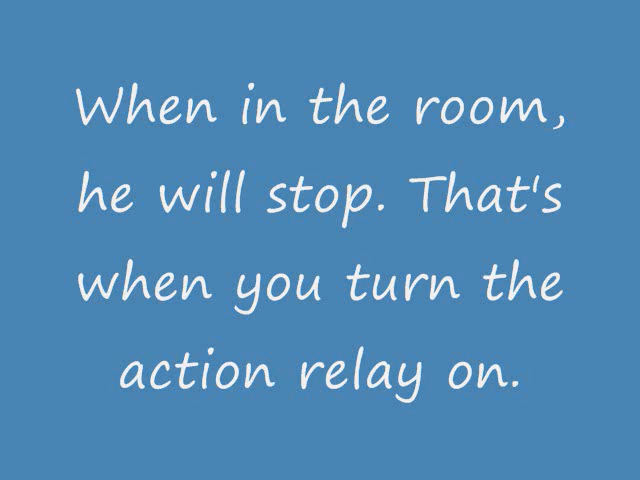 When in the room,
he will stop. That's
when you turn the
action relay on.